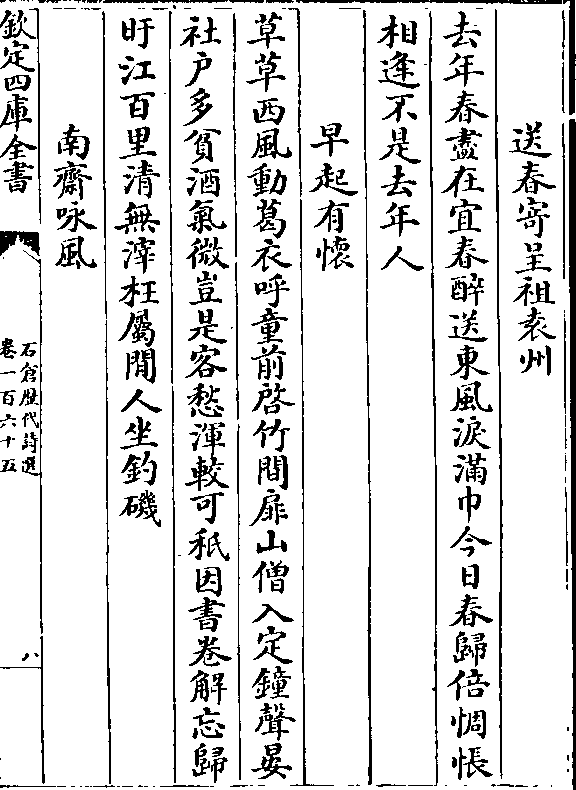 送春寄呈祖袁州
去年春盡在宜春醉送東風淚滿巾今日春歸倍惆悵
相逢不是去年人
早起有懷
草草西風動葛衣呼童前啓竹間扉山僧入定鐘聲晏
社戶多貧酒氣微豈是客愁渾較可秖因書卷解忘歸
旴江百里清無滓枉屬閒人坐釣磯
南齋咏風
欽定四庫全書
石倉歷代詩選
卷一百六十五
八